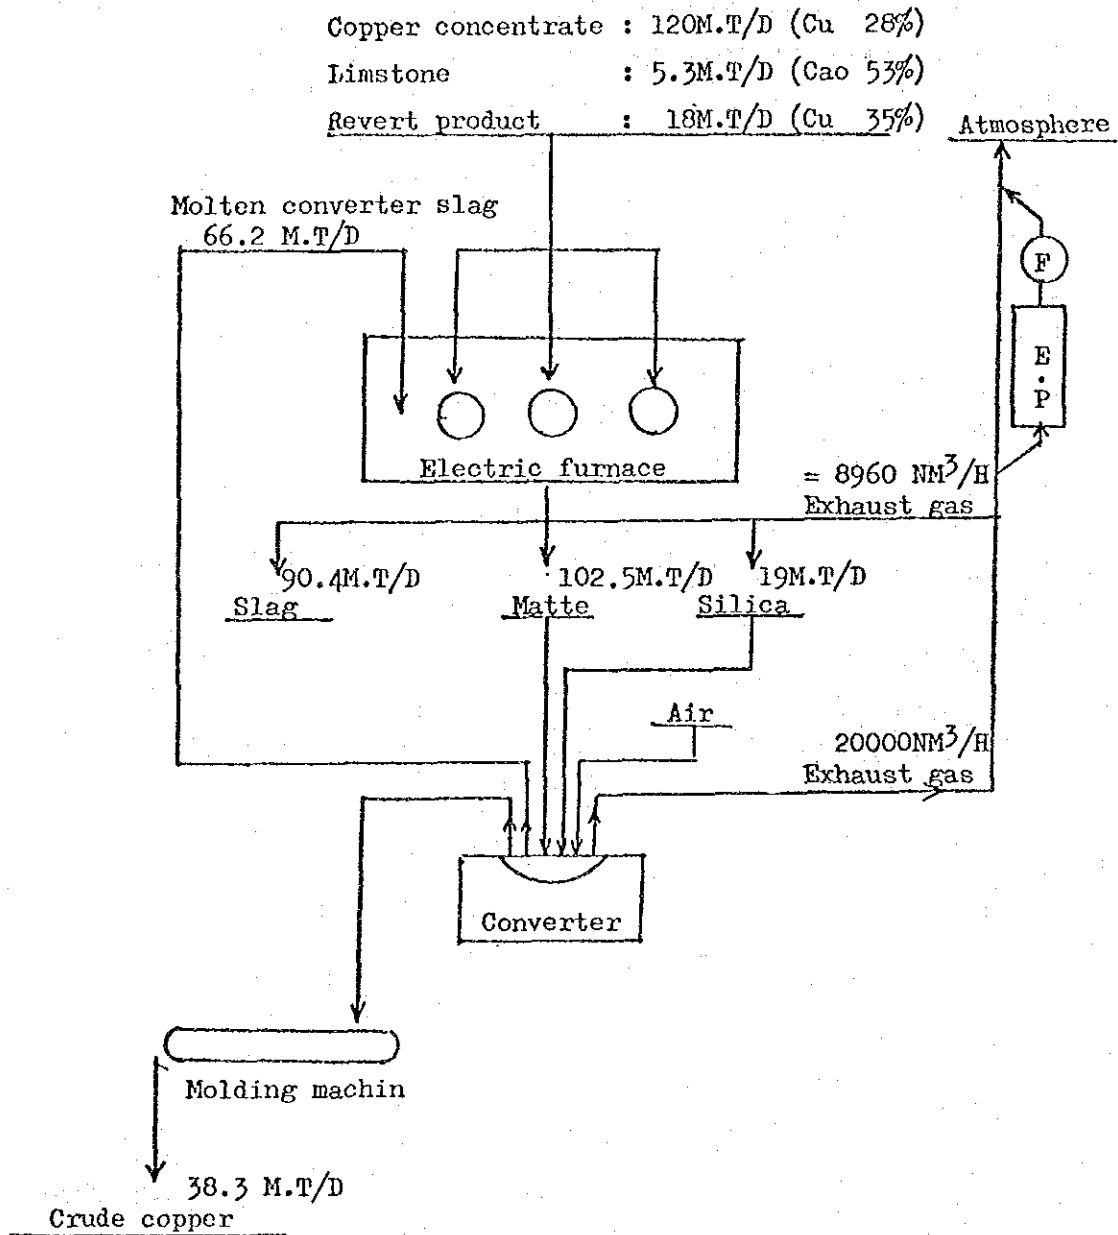 Copper concentrate : 120M.T/D (Cu 28%)
Limstone : 5.3M.T/D (Cao 53%)
Revert product : 18M.T/D (Cu 35%)
Atmosphere
Molten converter slag
66.2 M.T/D
F
E.P
Electric furnace
= 8960 NM³/H
Exhaust gas
90.4M.T/D
Slag
102.5M.T/D
Matte
19M.T/D
Silica
Air
20000NM³/H
Exhaust gas
Converter
Molding machin
38.3 M.T/D
Crude copper